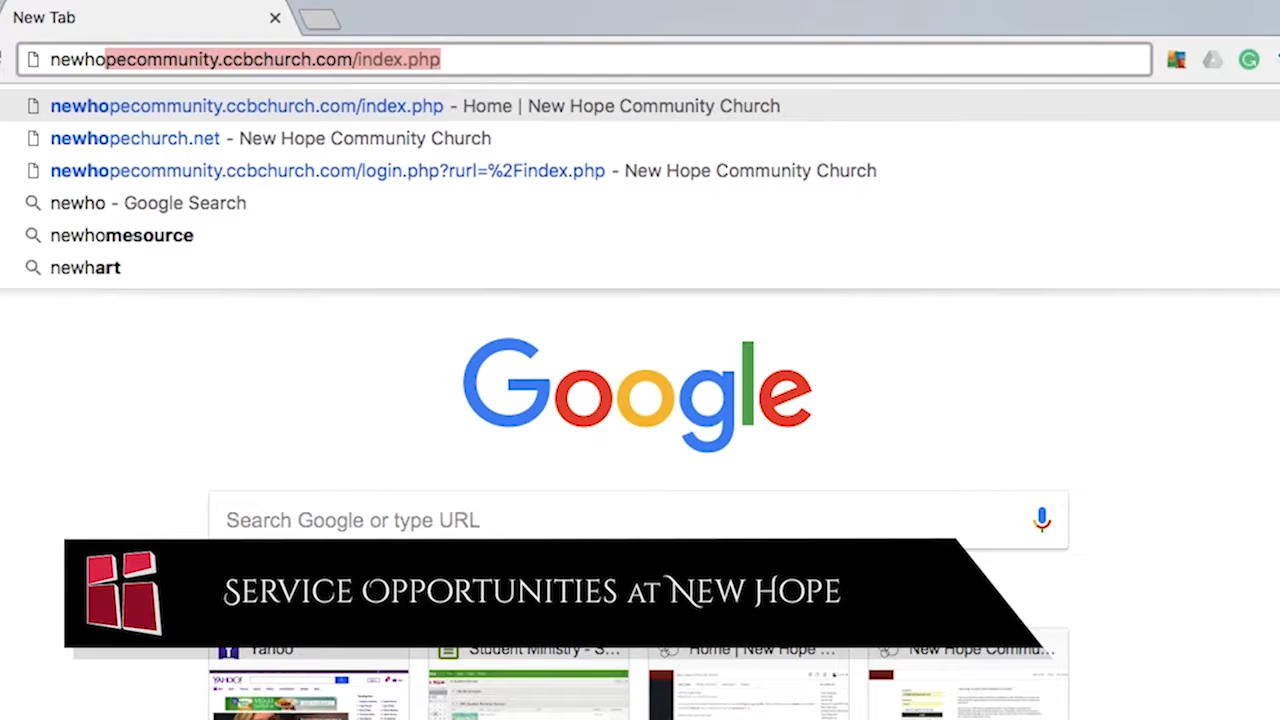 New Tab
newhopecommunity.ccbchurch.com/index.php
newhopecommunity.ccbchurch.com/index.php - Home | New Hope Community Church
newhopechurch.net - New Hope Community Church
newhopecommunity.ccbchurch.com/login.php?rurl=%2Findex.php - New Hope Community Church
newho - Google Search
newhomesource
newhart
Google
Search Google or type URL
Service Opportunities at New Hope
Yahoo
Student Ministry - S...
Home | New Hope ...
New Hope Commu...
YAHOO!